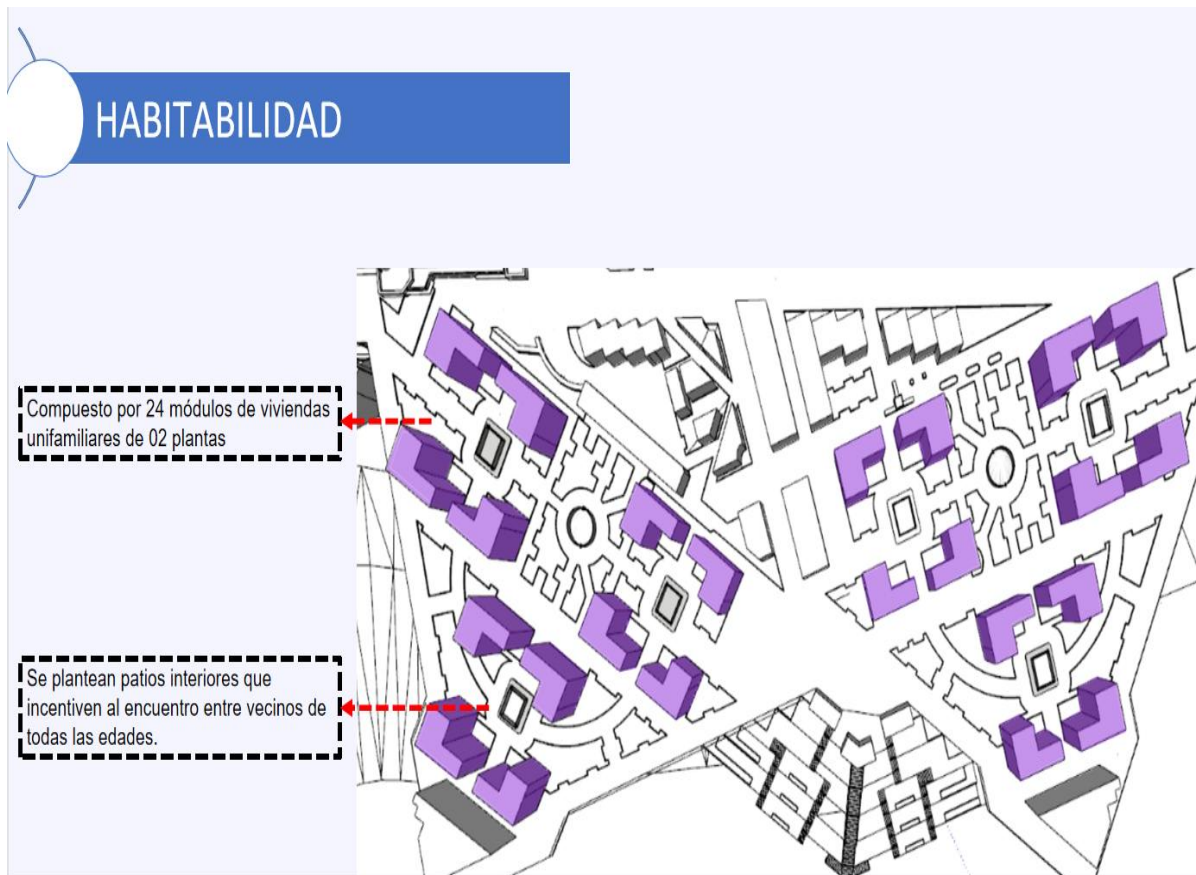 HABITABILIDAD
Compuesto por 24 módulos de viviendas
unifamiliares de 02 plantas
Se plantean patios interiores que
incentiven al encuentro entre vecinos de
todas las edades.